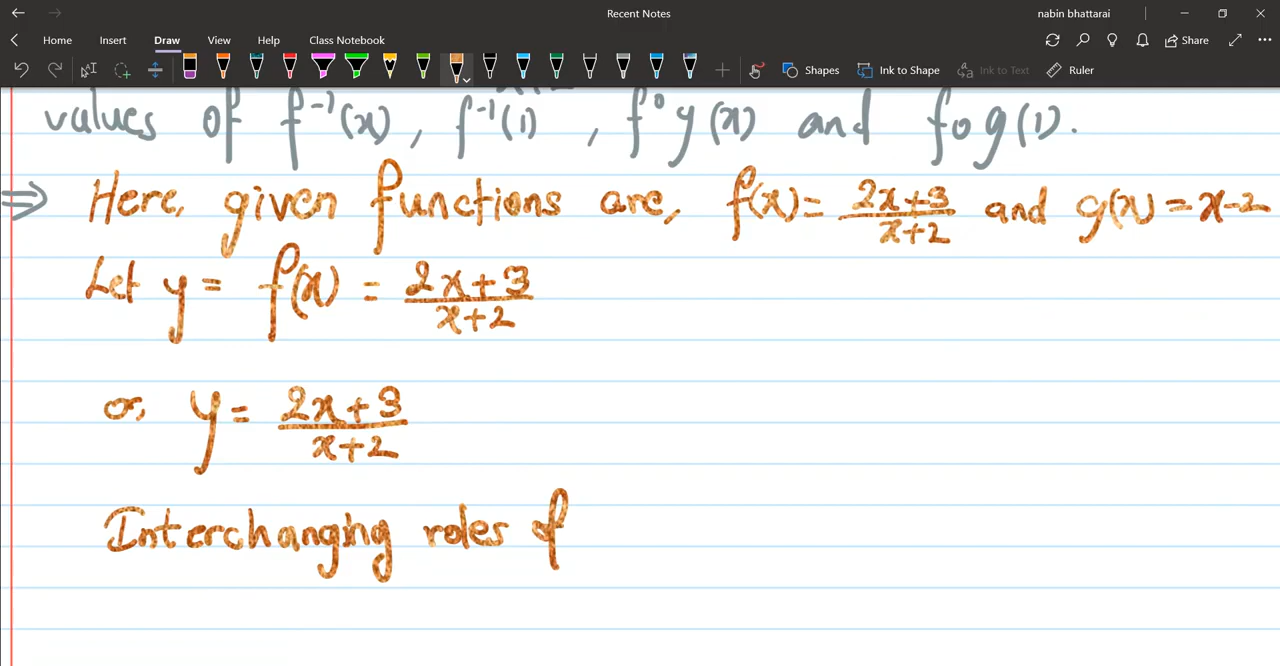 Recent Notes
nabin bhattarai
Home Insert Draw View Help Class Notebook
Share
Shapes Ink to Shape Ink to Text Ruler
values of f⁻¹(x), f⁻¹(1), f°y(x) and fog(1).
⇒ Here, given functions are, f(x) = (2x+3)/(x+2) and g(x) = x-2
Let y = f(x) = (2x+3)/(x+2)
or, y = (2x+3)/(x+2)
Interchanging roles of